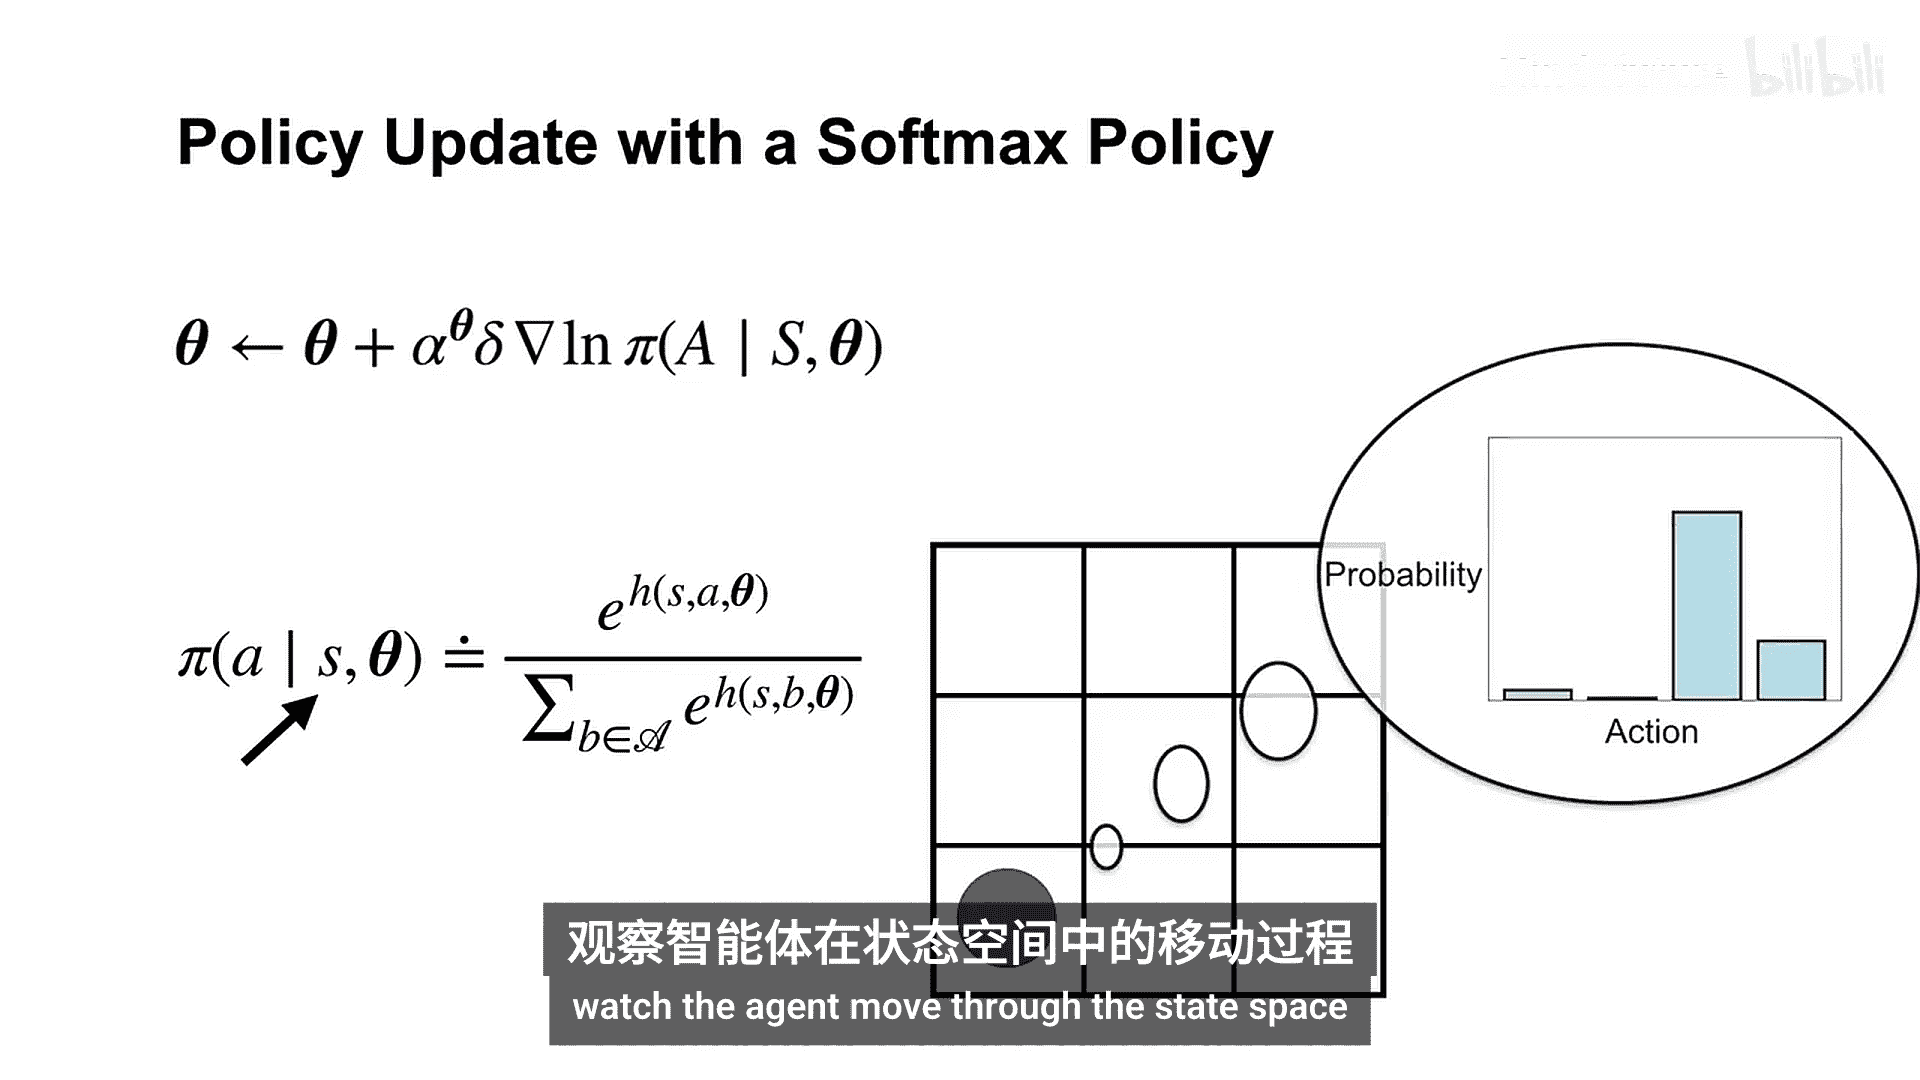 bilibili
Policy Update with a Softmax Policy
θ ← θ + α^θ δ∇ln π(A | S, θ)
π(a | s, θ) ≐ e^{h(s,a,θ)} / ∑_{b∈𝒜} e^{h(s,b,θ)}
Probability
Action
观察智能体在状态空间中的移动过程
watch the agent move through the state space